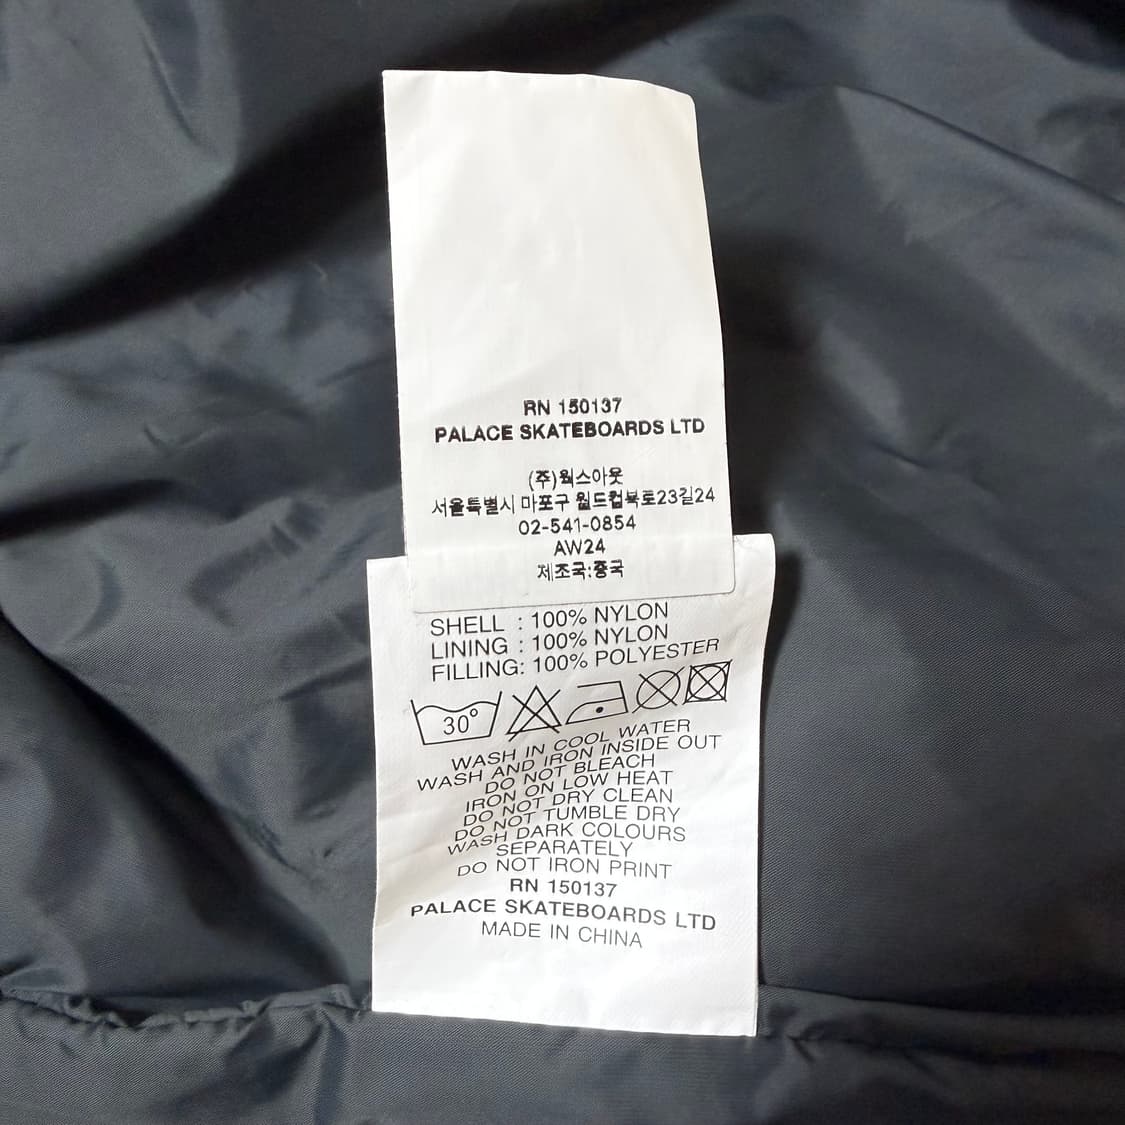 RN 150137
PALACE SKATEBOARDS LTD
(주)웍스아웃
서울특별시 마포구 월드컵북로23길24
02-541-0854
AW24
제조국:중국
SHELL : 100% NYLON
LINING : 100% NYLON
FILLING: 100% POLYESTER
30°
WASH IN COOL WATER
WASH AND IRON INSIDE OUT
DO NOT BLEACH
IRON ON LOW HEAT
DO NOT DRY CLEAN
DO NOT TUMBLE DRY
WASH DARK COLOURS
SEPARATELY
DO NOT IRON PRINT
RN 150137
PALACE SKATEBOARDS LTD
MADE IN CHINA